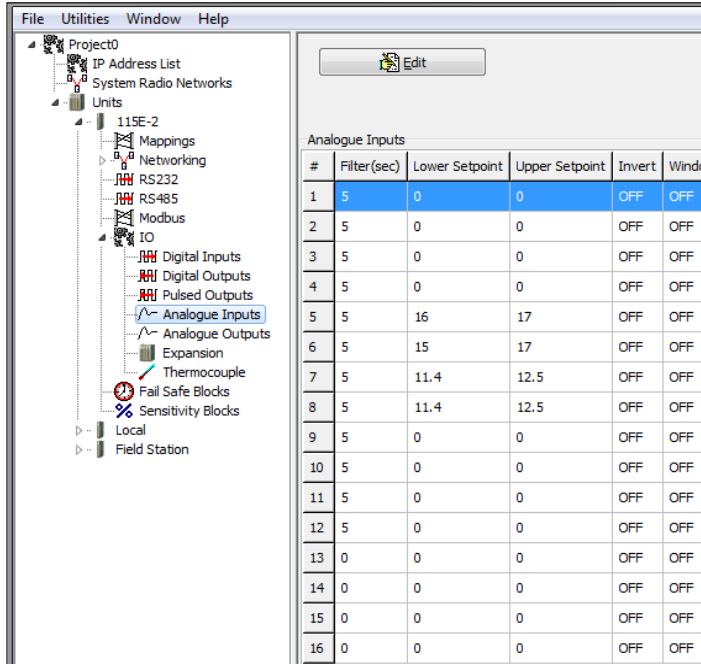 File Utilities Window Help
Project0
IP Address List
System Radio Networks
Units
115E-2
Mappings
Networking
RS232
RS485
Modbus
IO
Digital Inputs
Digital Outputs
Pulsed Outputs
Analogue Inputs
Analogue Outputs
Expansion
Thermocouple
Fail Safe Blocks
Sensitivity Blocks
Local
Field Station
Edit
Analogue Inputs
# Filter(sec) Lower Setpoint Upper Setpoint Invert Windo
1 5 0 0 OFF OFF
2 5 0 0 OFF OFF
3 5 0 0 OFF OFF
4 5 0 0 OFF OFF
5 5 16 17 OFF OFF
6 5 15 17 OFF OFF
7 5 11.4 12.5 OFF OFF
8 5 11.4 12.5 OFF OFF
9 5 0 0 OFF OFF
10 5 0 0 OFF OFF
11 5 0 0 OFF OFF
12 5 0 0 OFF OFF
13 0 0 0 OFF OFF
14 0 0 0 OFF OFF
15 0 0 0 OFF OFF
16 0 0 0 OFF OFF